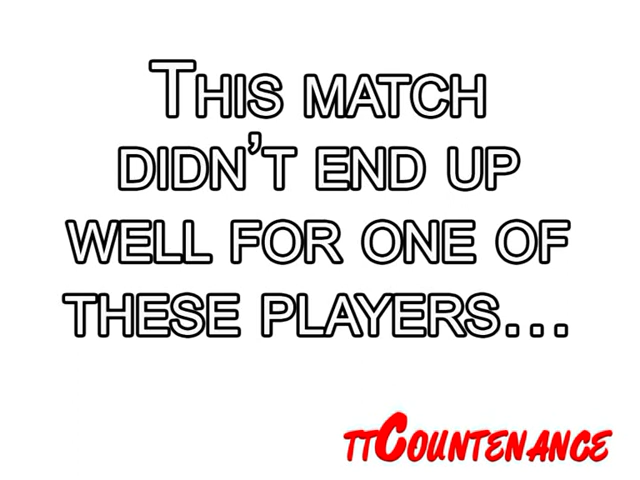 THIS MATCH
DIDN'T END UP
WELL FOR ONE OF
THESE PLAYERS...
TTCOUNTENANCE